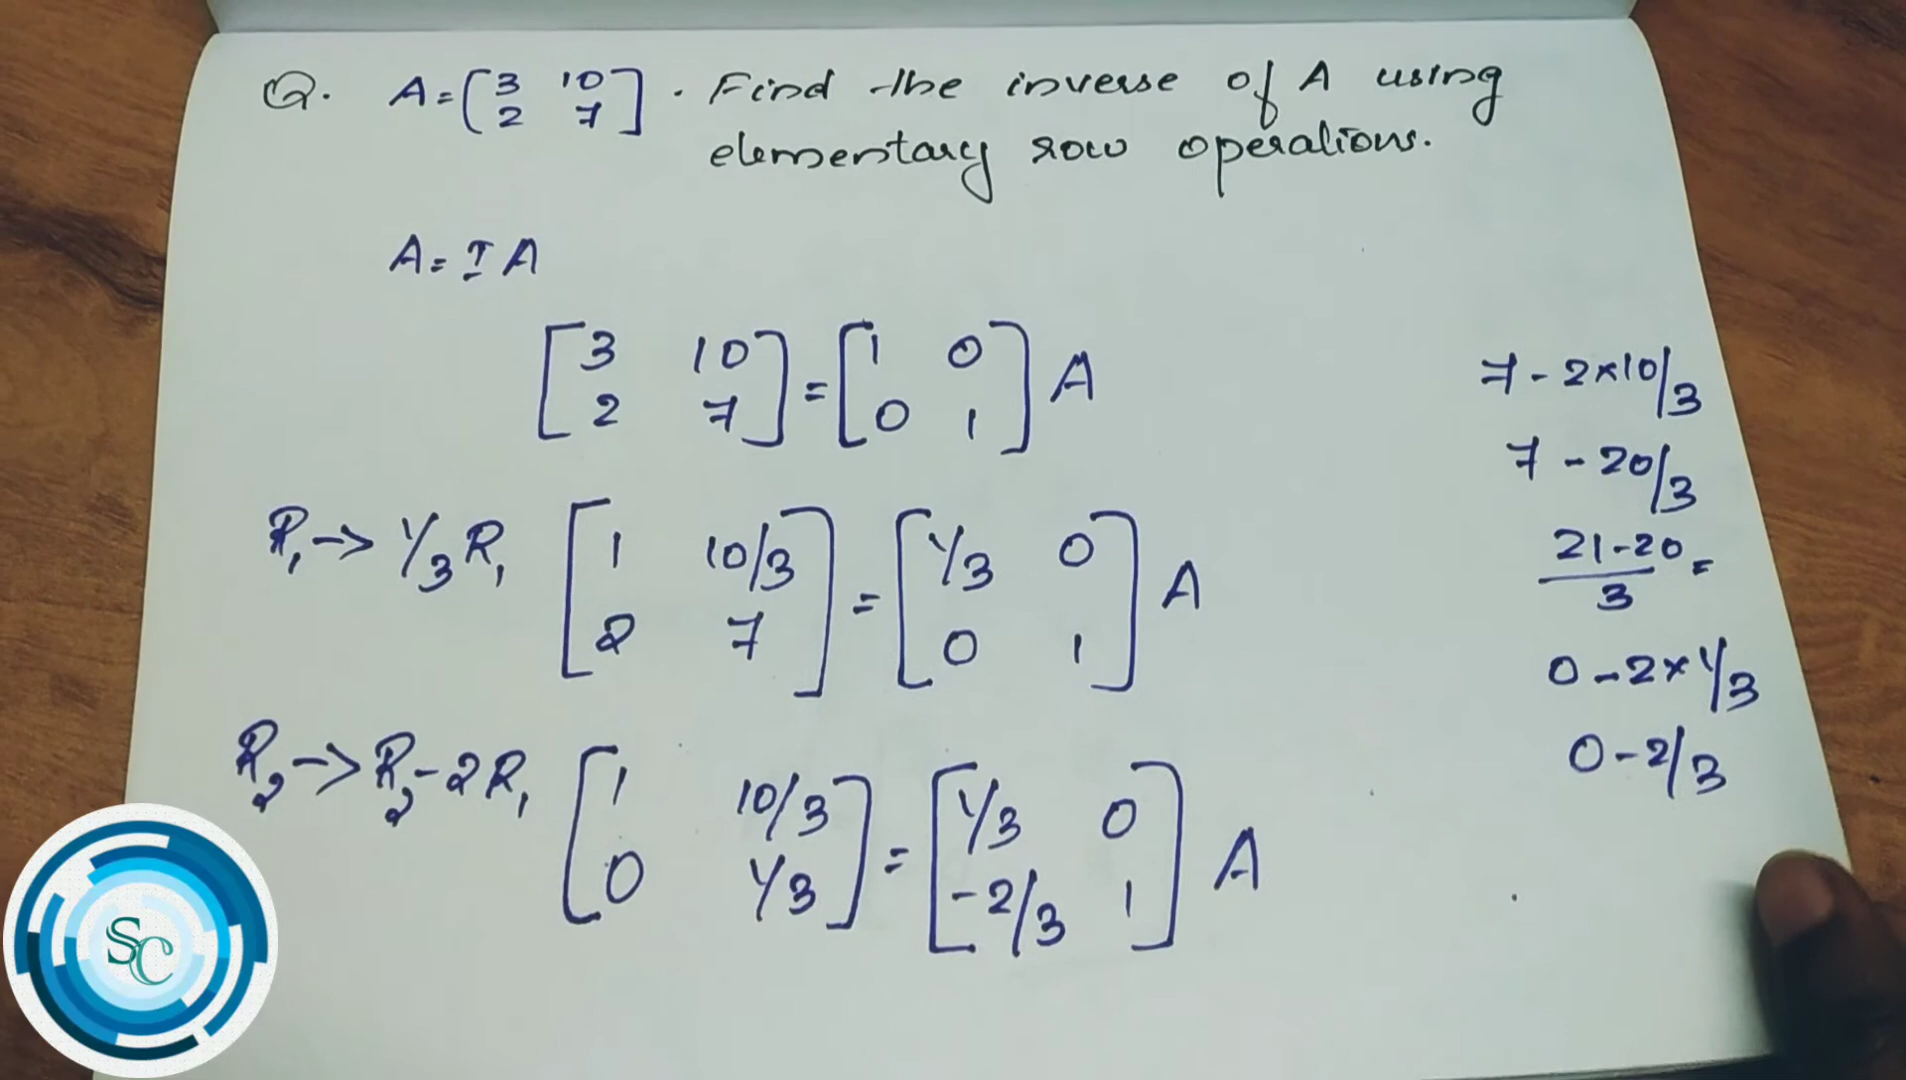 Q. A = [3 10] . Find the inverse of A using
[2 7] elementary row operations.
A = I A
[3 10] = [1 0] A
[2 7] [0 1]
R₁ → 1/3 R₁ [1 10/3] = [1/3 0] A
[2 7] [0 1]
R₂ → R₂ - 2R₁ [1 10/3] = [1/3 0] A
[0 1/3] [-2/3 1]
7 - 2×10/3
7 - 20/3
21-20/3 =
0 - 2×1/3
0 - 2/3
SC